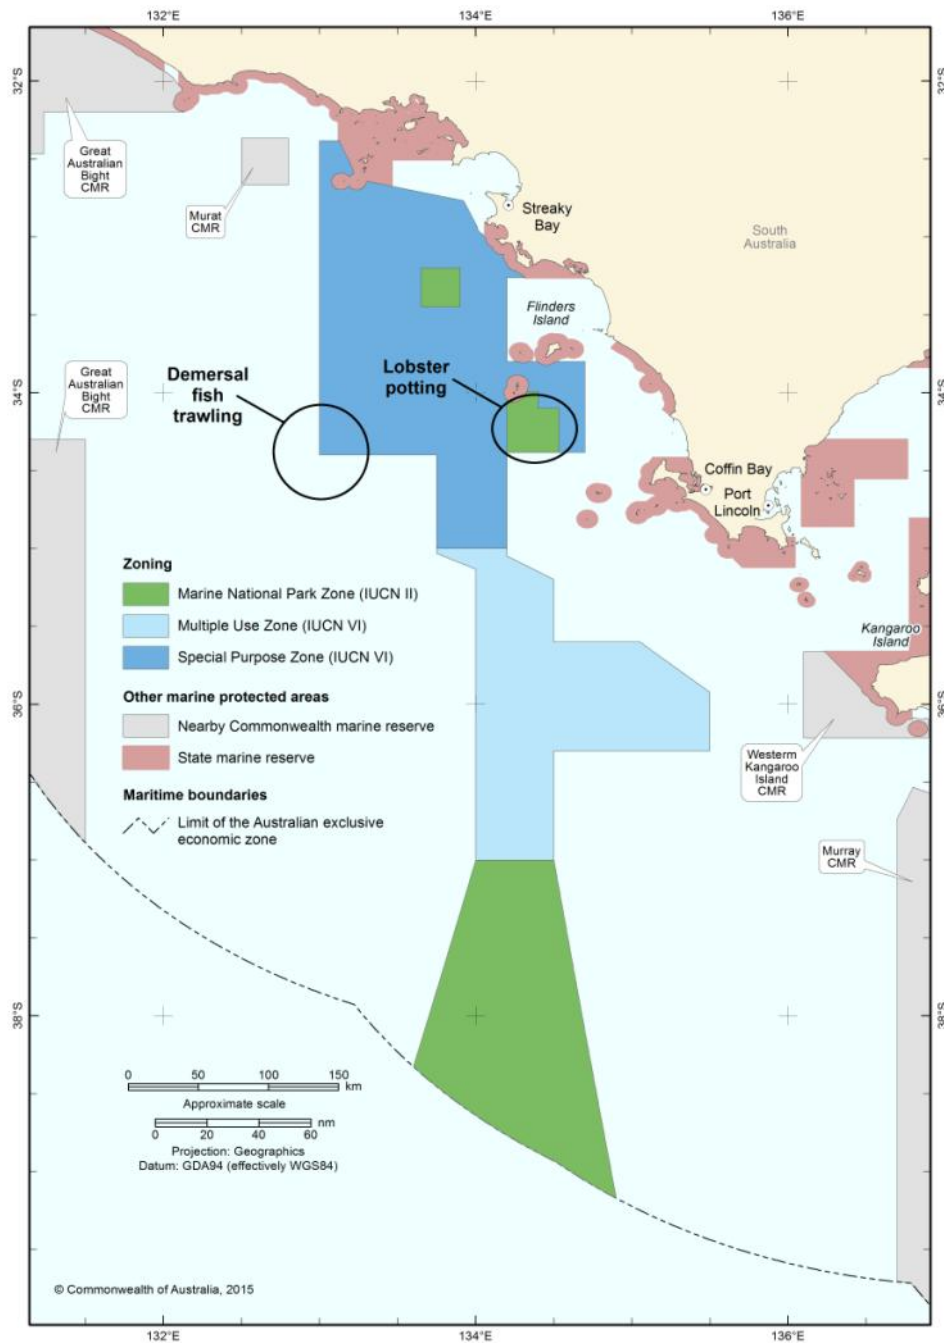 132°E
134°E
136°E
32°S
32°S
Great
Australian
Bight
CMR
Murat
CMR
Streaky
Bay
South
Australia
Flinders
Island
Great
Australian
Bight
CMR
Demersal
fish
trawling
Lobster
potting
34°S
34°S
Coffin Bay
Port
Lincoln
Kangaroo
Island
Zoning
Marine National Park Zone (IUCN II)
Multiple Use Zone (IUCN VI)
Special Purpose Zone (IUCN VI)
Other marine protected areas
Nearby Commonwealth marine reserve
State marine reserve
Maritime boundaries
Limit of the Australian exclusive
economic zone
36°S
36°S
Westerm
Kangaroo
Island
CMR
Murray
CMR
38°S
38°S
0 50 100 150
km
Approximate scale
nm
0 20 40 60
Projection: Geographics
Datum: GDA94 (effectively WGS84)
© Commonwealth of Australia, 2015
132°E
134°E
136°E